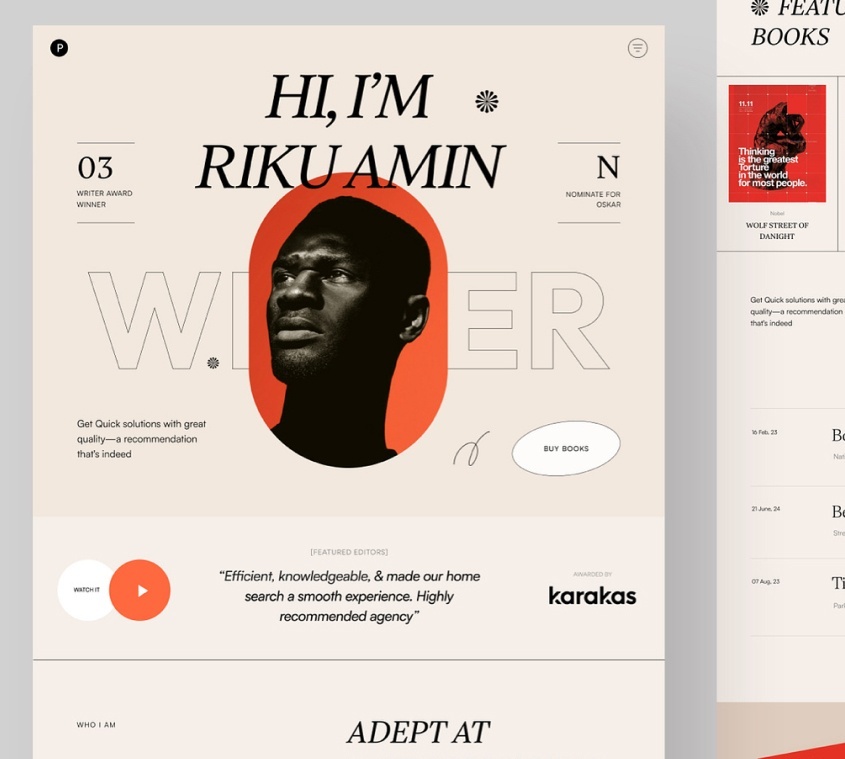 P
HI, I'M
RIKU AMIN
03
WRITER AWARD
WINNER
N
NOMINATE FOR
OSKAR
W
ER
Get Quick solutions with great
quality—a recommendation
that's indeed
BUY BOOKS
[FEATURED EDITORS]
WATCH IT
“Efficient, knowledgeable, & made our home
search a smooth experience. Highly
recommended agency”
AWARDED BY
karakas
WHO I AM
ADEPT AT
FEATU
BOOKS
11.11
Thinking
is the greatest
Torture
in the world
for most people.
Nobel
WOLF STREET OF
DANIGHT
Get Quick solutions with grea
quality—a recommendation
that's indeed
16 Feb, 23
Bo
Nat
21 June, 24
Be
Stre
07 Aug, 23
Ti
Parl